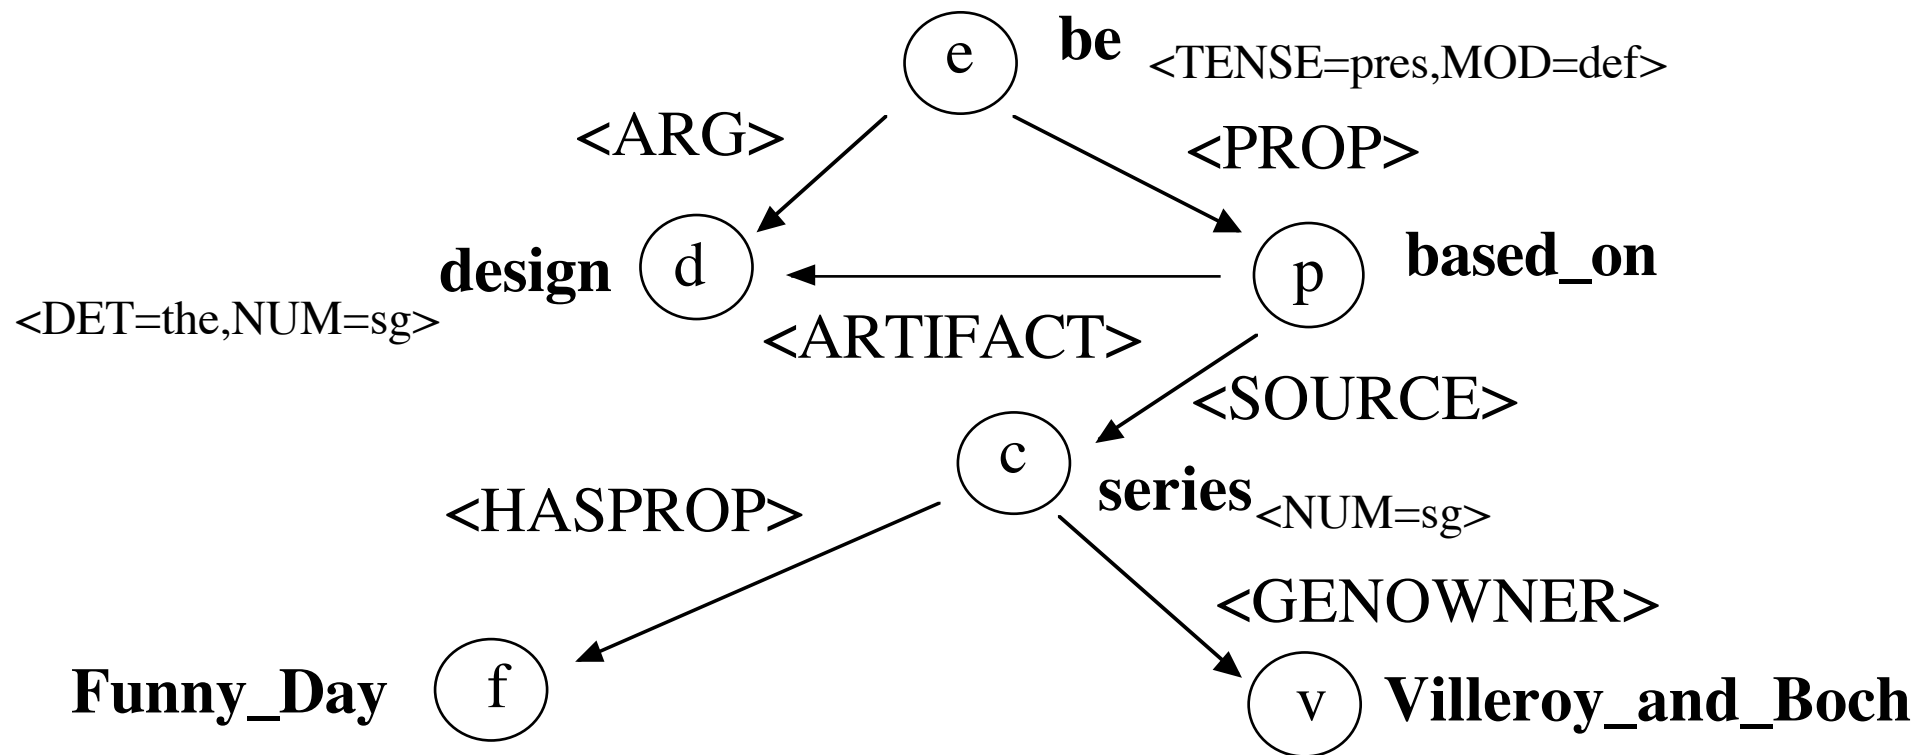 e be <TENSE=pres,MOD=def>
<ARG> <PROP>
design d p based_on
<DET=the,NUM=sg>
<ARTIFACT>
<SOURCE>
c series <NUM=sg>
<HASPROP>
<GENOWNER>
Funny_Day f v Villeroy_and_Boch